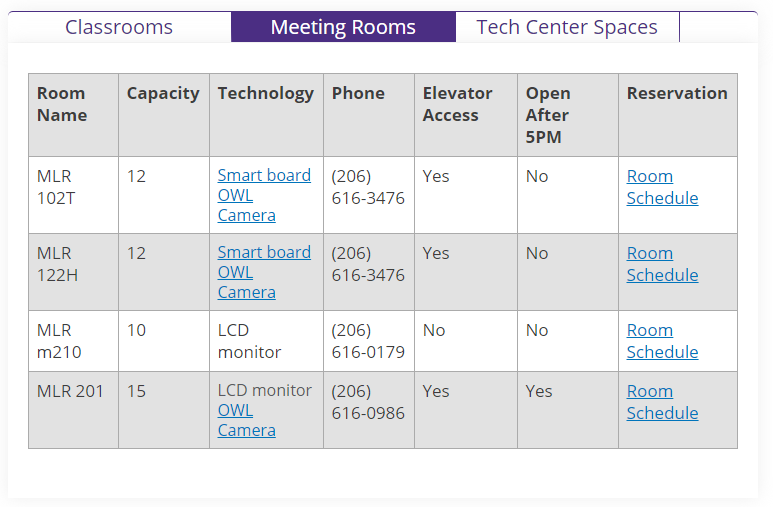 Classrooms Meeting Rooms Tech Center Spaces
Room Name Capacity Technology Phone Elevator Access Open After 5PM Reservation
MLR 102T 12 Smart board OWL Camera (206) 616-3476 Yes No Room Schedule
MLR 122H 12 Smart board OWL Camera (206) 616-3476 Yes No Room Schedule
MLR m210 10 LCD monitor (206) 616-0179 No No Room Schedule
MLR 201 15 LCD monitor OWL Camera (206) 616-0986 Yes Yes Room Schedule